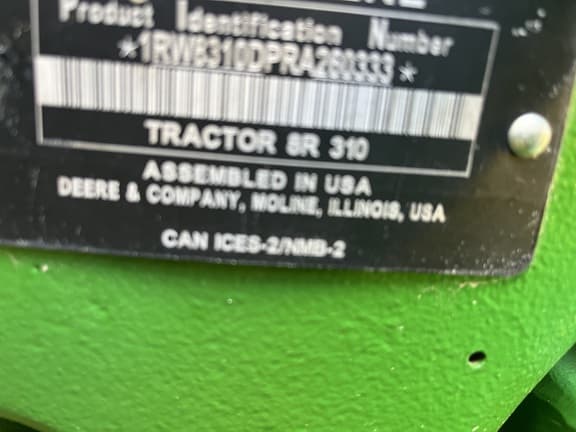 Product Identification Number
*1RW8310DPRA260333*
TRACTOR 8R 310
ASSEMBLED IN USA
DEERE & COMPANY, MOLINE, ILLINOIS, USA
CAN ICES-2/NMB-2